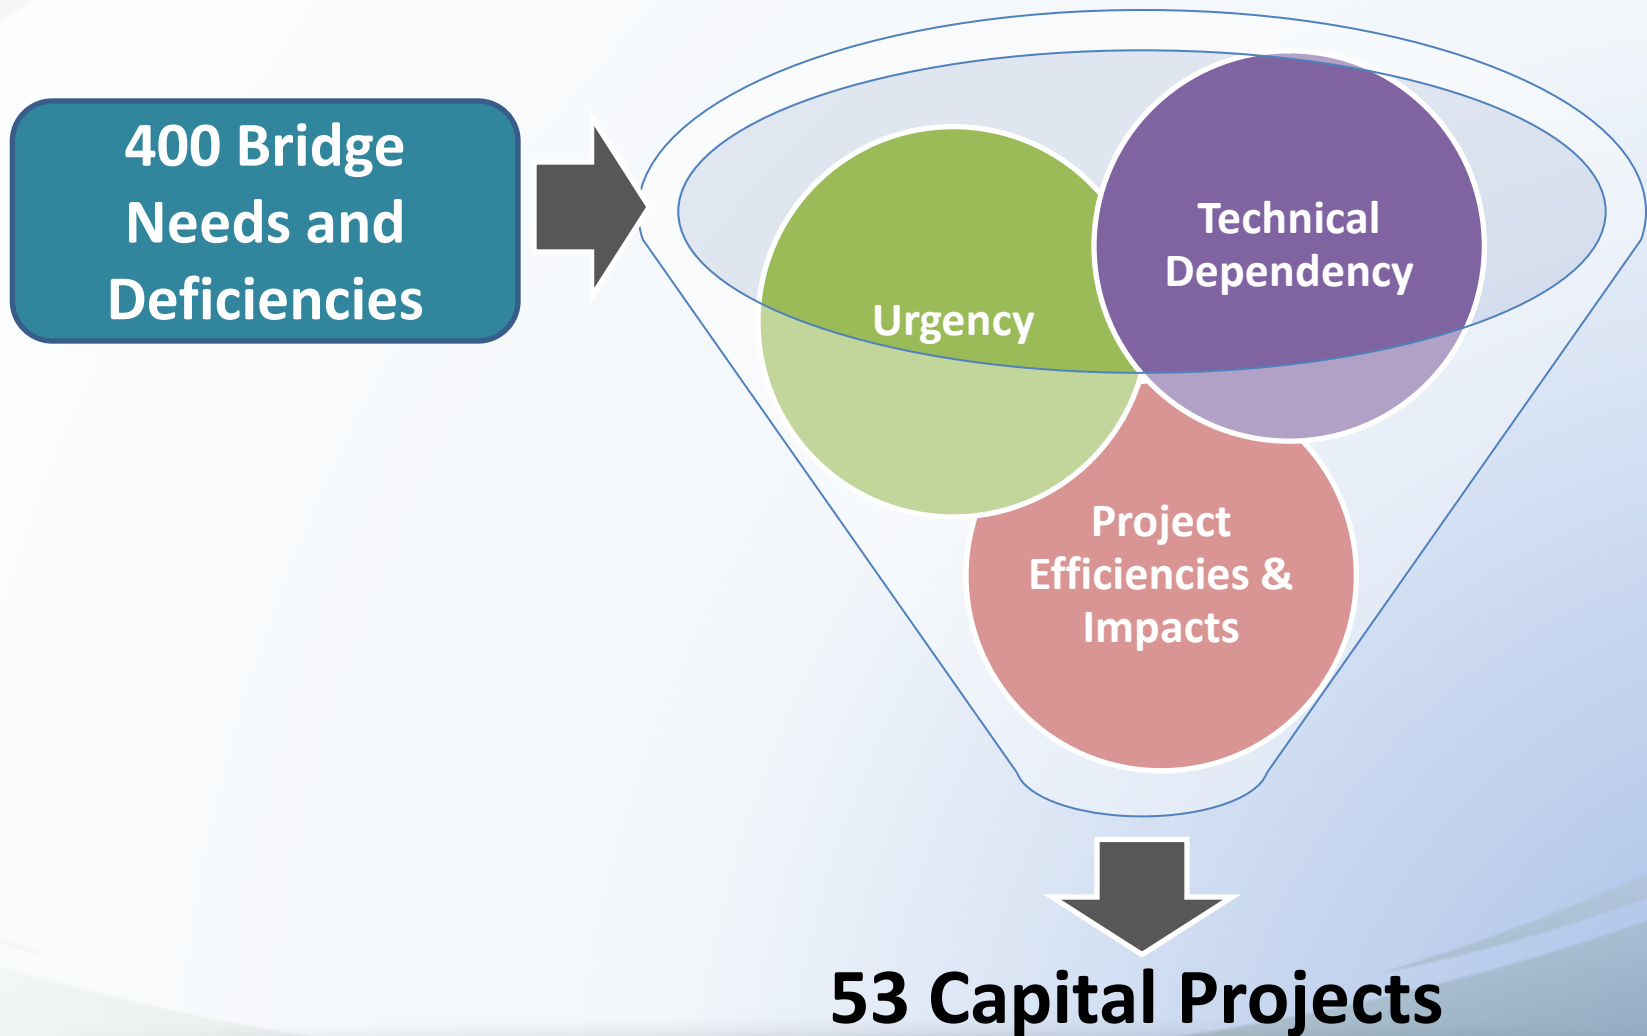 400 Bridge
Needs and
Deficiencies
Technical
Dependency
Urgency
Project
Efficiencies &
Impacts
53 Capital Projects